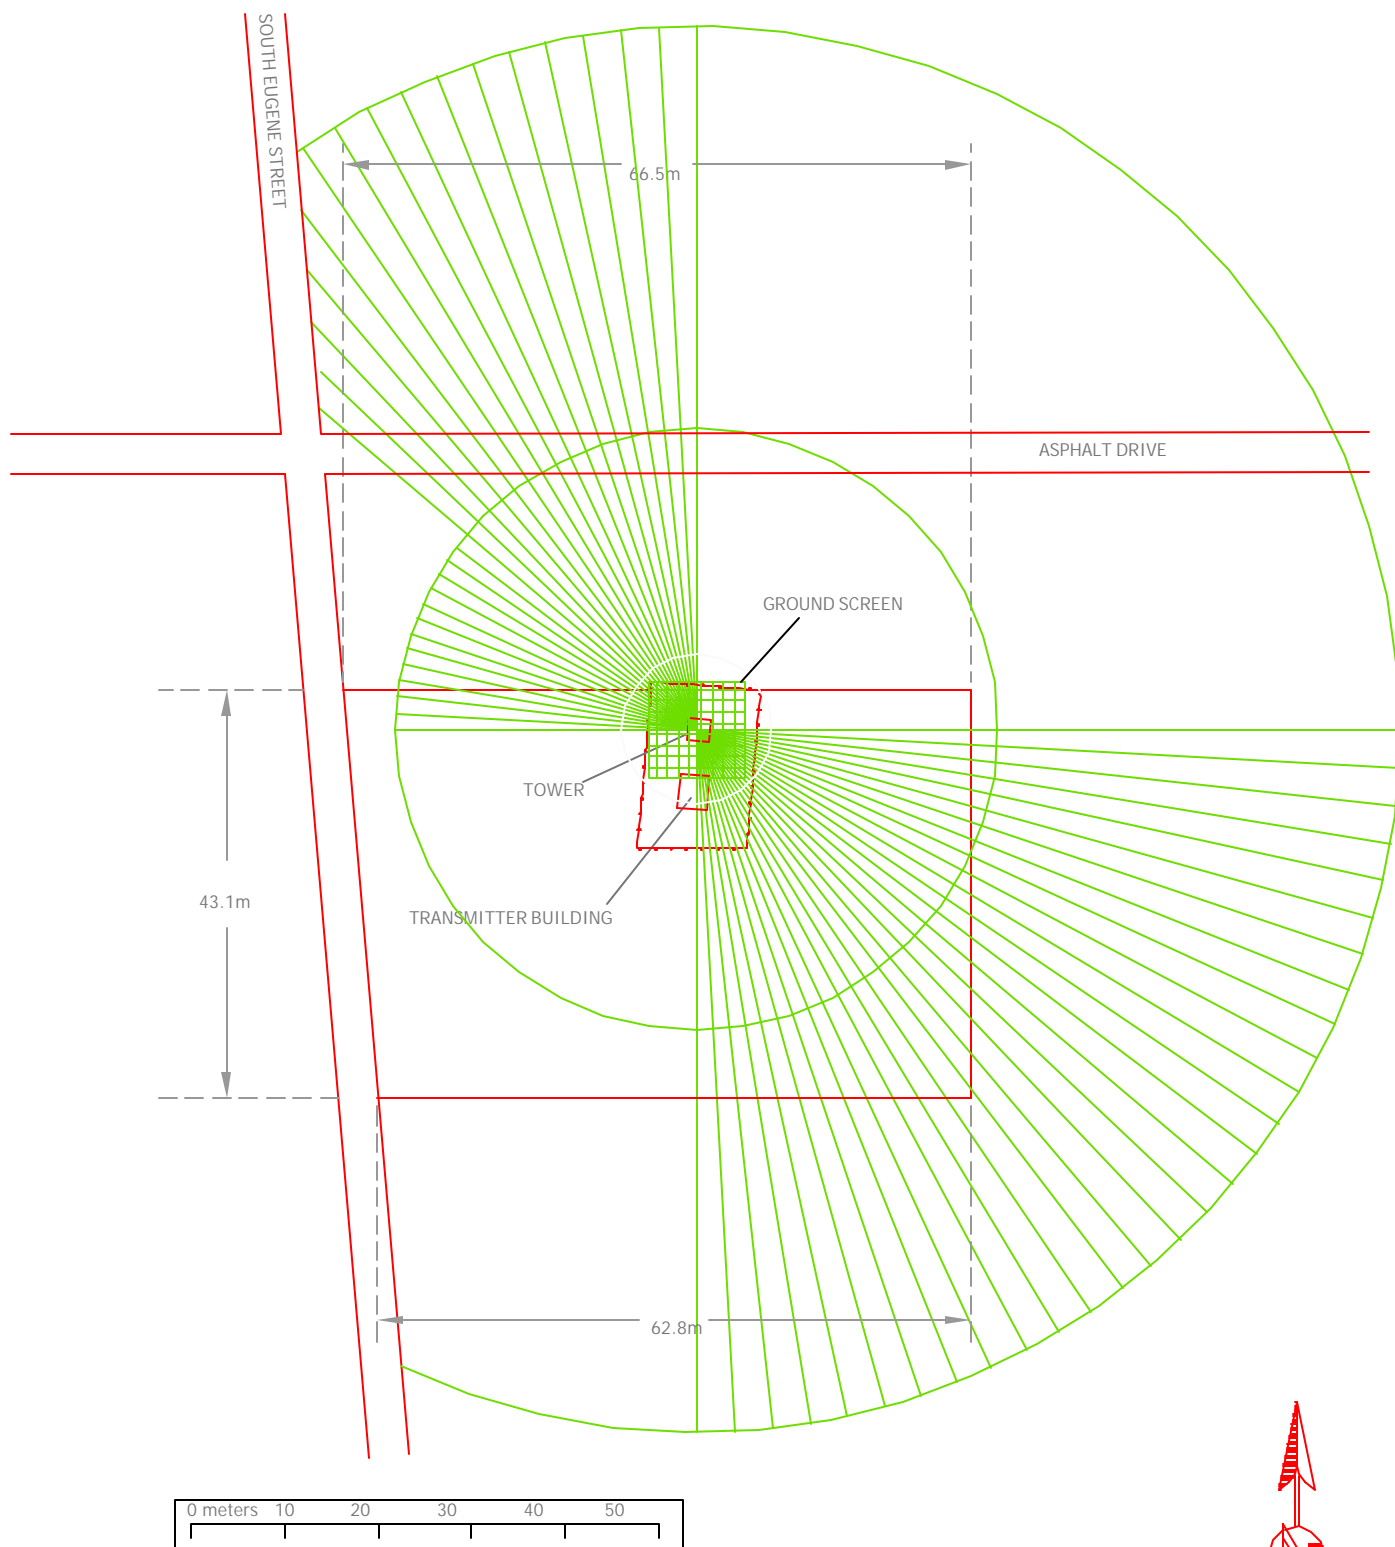 SOUTH EUGENE STREET
66.5m
ASPHALT DRIVE
GROUND SCREEN
TOWER
43.1m
TRANSMITTER BUILDING
62.8m
0 meters 10 20 30 40 50